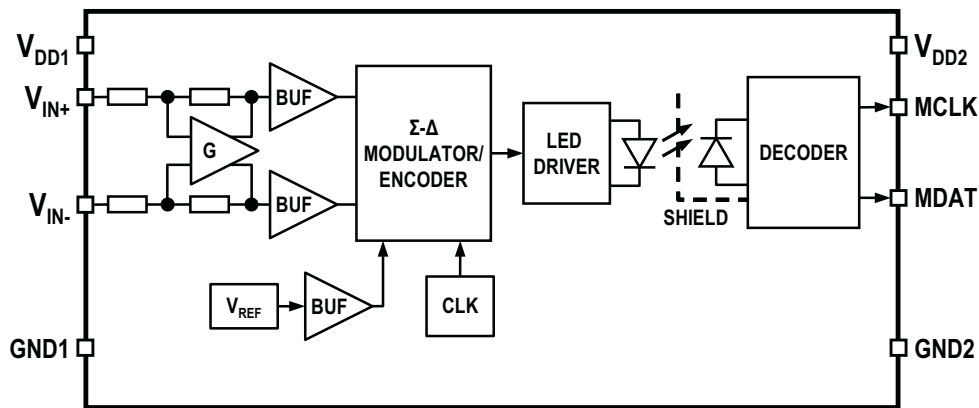 VDD1
VDD2
VIN+
BUF
MCLK
Σ-Δ
MODULATOR/
ENCODER
LED
DRIVER
DECODER
G
VIN-
BUF
SHIELD
MDAT
VREF
BUF
CLK
GND1
GND2